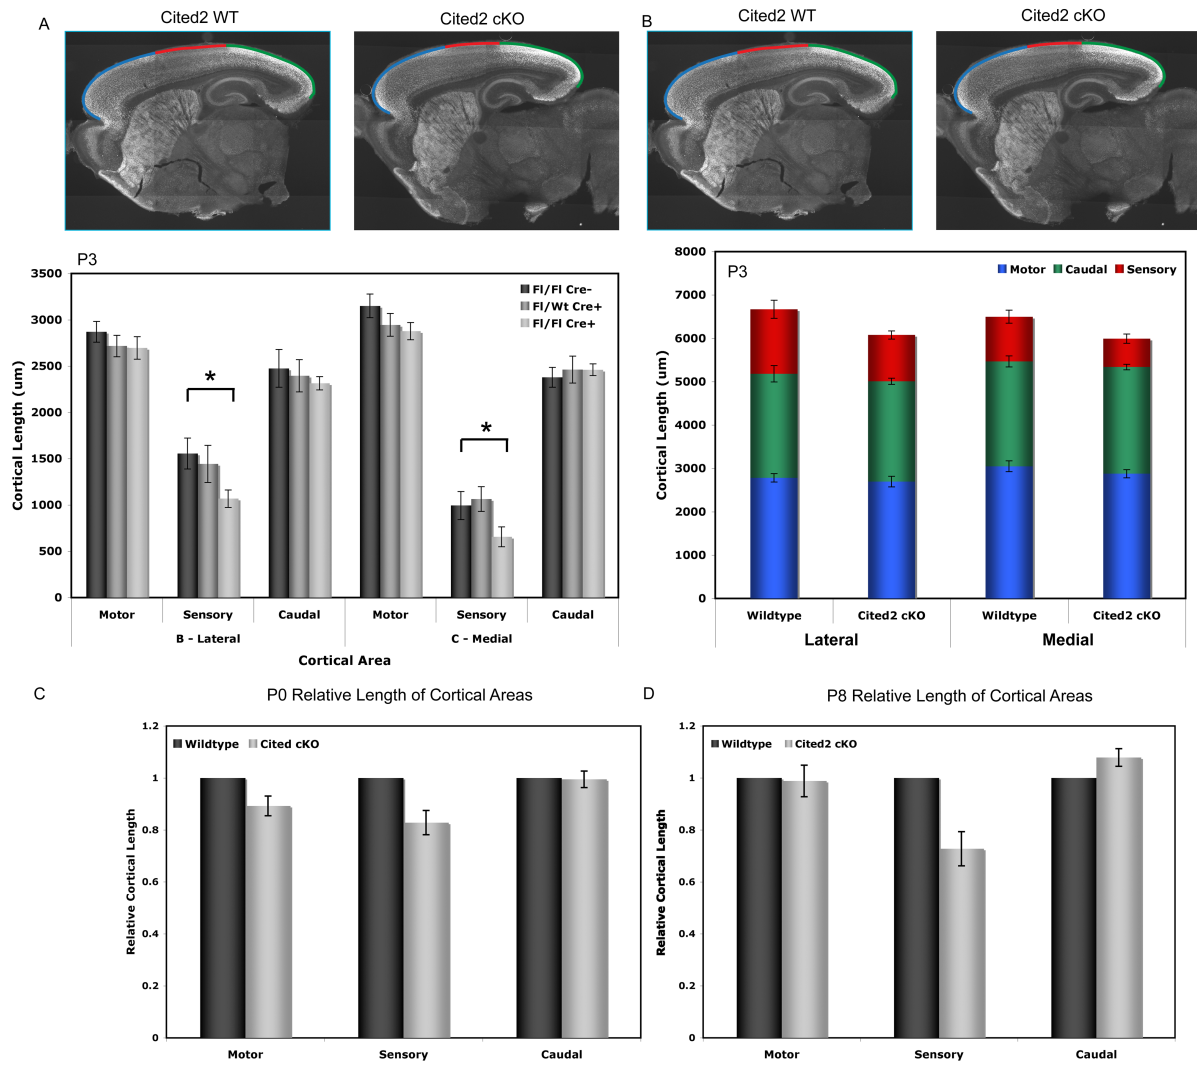 A
Cited2 WT
Cited2 cKO
B
Cited2 WT
Cited2 cKO
P3
3500
3000
2500
2000
1500
1000
500
0
Cortical Length (um)
Fl/Fl Cre-
Fl/Wt Cre+
Fl/Fl Cre+
*
*
Motor
Sensory
Caudal
Motor
Sensory
Caudal
B - Lateral
C - Medial
Cortical Area
P3
8000
7000
6000
5000
4000
3000
2000
1000
0
Cortical Length (um)
Motor
Caudal
Sensory
Wildtype
Cited2 cKO
Wildtype
Cited2 cKO
Lateral
Medial
C
P0 Relative Length of Cortical Areas
1.2
1
0.8
0.6
0.4
0.2
0
Relative Cortical Length
Wildtype
Cited cKO
Motor
Sensory
Caudal
D
P8 Relative Length of Cortical Areas
1.2
1
0.8
0.6
0.4
0.2
0
Relative Cortical Length
Wildtype
Cited2 cKO
Motor
Sensory
Caudal